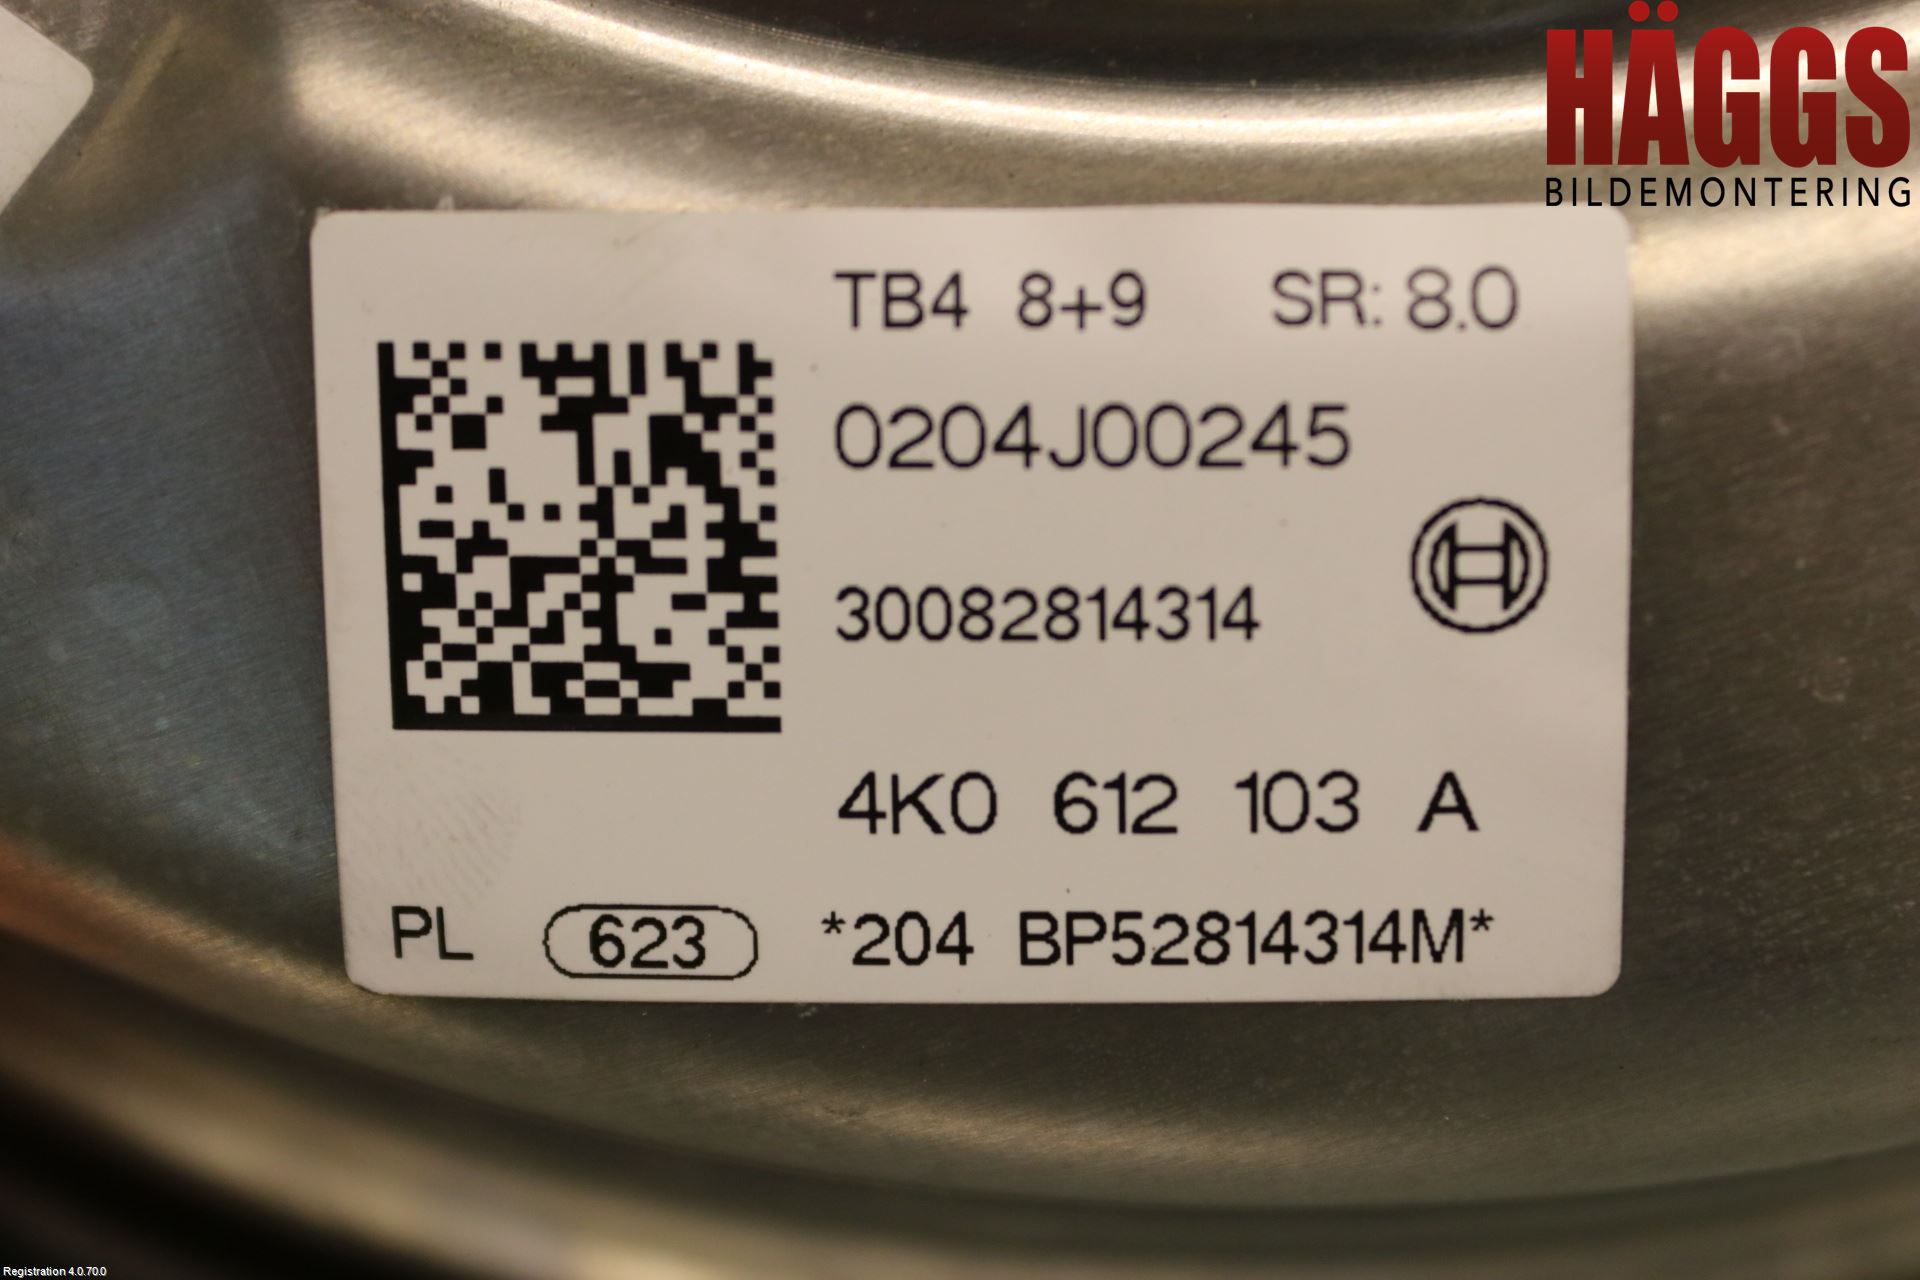 HÄGGS
BILDEMONTERING
TB4 8+9 SR: 8.0
0204J00245
30082814314
4K0 612 103 A
PL 623 *204 BP52814314M*
Registration 4.0.70.0